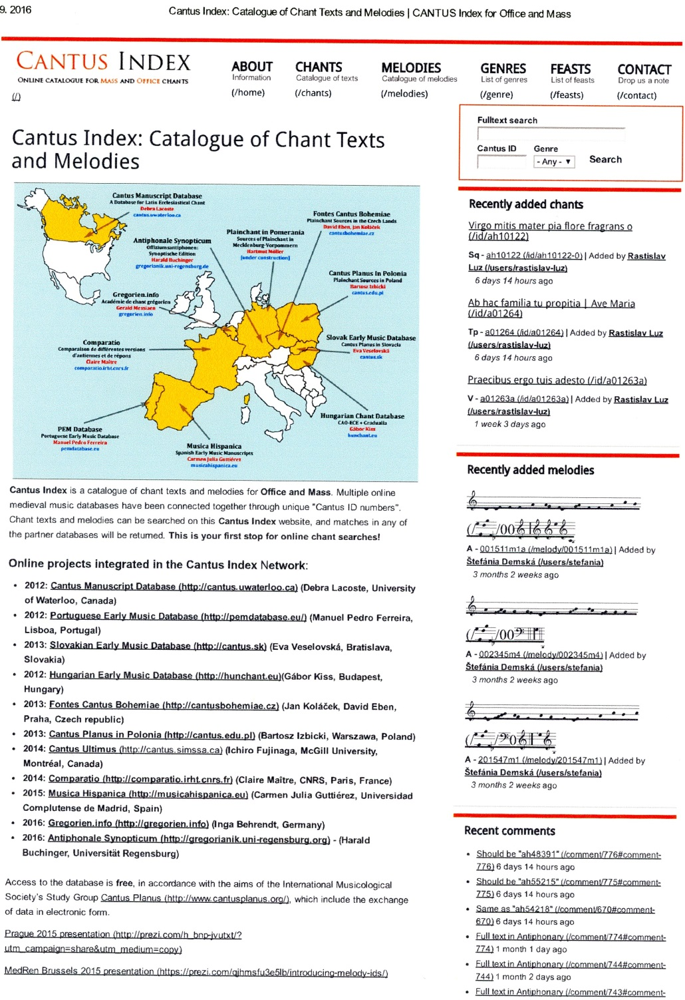 9. 2016
Cantus Index: Catalogue of Chant Texts and Melodies | CANTUS Index for Office and Mass
CANTUS INDEX
ONLINE CATALOGUE FOR MASS AND OFFICE CHANTS
(/)
ABOUT
Information
(/home)
CHANTS
Catalogue of texts
(/chants)
MELODIES
Catalogue of melodies
(/melodies)
GENRES
List of genres
(/genre)
FEASTS
List of feasts
(/feasts)
CONTACT
Drop us a note
(/contact)
Cantus Index: Catalogue of Chant Texts
and Melodies
Cantus Manuscript Database
A Database for Latin Ecclesiastical Chant
Debra Lacoste
cantus.uwaterloo.ca
Fontes Cantus Bohemiae
Plainchant Sources in the Czech Lands
David Eben, Jan Koláček
cantusbohemiae.cz
Plainchant in Pomerania
Sources of Plainchant in
Mecklenburg-Vorpommern
Hartmut Möller
[under construction]
Antiphonale Synopticum
Offiziumsantiphonen:
Synoptische Edition
Harald Buchinger
gregorianik.uni-regensburg.de
Cantus Planus in Polonia
Plainchant Sources in Poland
Bartosz Izbicki
cantus.edu.pl
Gregorien.info
Académie de chant grégorien
Gerald Messiaen
gregorien.info
Slovak Early Music Database
Cantus Planus in Slovacia
Eva Veselovská
cantus.sk
Comparatio
Comparaison de différentes versions
d'antiennes et de répons
Claire Maître
comparatio.irht.cnrs.fr
Hungarian Chant Database
CAO-ECE + Gradualia
Gábor Kiss
hunchant.eu
PEM Database
Portuguese Early Music Database
Manuel Pedro Ferreira
pemdatabase.eu
Musica Hispanica
Spanish Early Music Manuscripts
Carmen Julia Guttiérez
musicahispanica.eu
Cantus Index is a catalogue of chant texts and melodies for Office and Mass. Multiple online
medieval music databases have been connected together through unique "Cantus ID numbers".
Chant texts and melodies can be searched on this Cantus Index website, and matches in any of
the partner databases will be returned. This is your first stop for online chant searches!
Online projects integrated in the Cantus Index Network:
• 2012: Cantus Manuscript Database (http://cantus.uwaterloo.ca) (Debra Lacoste, University
of Waterloo, Canada)
• 2012: Portuguese Early Music Database (http://pemdatabase.eu/) (Manuel Pedro Ferreira,
Lisboa, Portugal)
• 2013: Slovakian Early Music Database (http://cantus.sk) (Eva Veselovská, Bratislava,
Slovakia)
• 2012: Hungarian Early Music Database (http://hunchant.eu)(Gábor Kiss, Budapest,
Hungary)
• 2013: Fontes Cantus Bohemiae (http://cantusbohemiae.cz) (Jan Koláček, David Eben,
Praha, Czech republic)
• 2013: Cantus Planus in Polonia (http://cantus.edu.pl) (Bartosz Izbicki, Warszawa, Poland)
• 2014: Cantus Ultimus (http://cantus.simssa.ca) (Ichiro Fujinaga, McGill University,
Montréal, Canada)
• 2014: Comparatio (http://comparatio.irht.cnrs.fr) (Claire Maître, CNRS, Paris, France)
• 2015: Musica Hispanica (http://musicahispanica.eu) (Carmen Julia Guttiérez, Universidad
Complutense de Madrid, Spain)
• 2016: Gregorien.info (http://gregorien.info) (Inga Behrendt, Germany)
• 2016: Antiphonale Synopticum (http://gregorianik.uni-regensburg.org) - (Harald
Buchinger, Universität Regensburg)
Access to the database is free, in accordance with the aims of the International Musicological
Society's Study Group Cantus Planus (http://www.cantusplanus.org/), which include the exchange
of data in electronic form.
Prague 2015 presentation (http://prezi.com/h_bnp-jvutxt/?
utm_campaign=share&utm_medium=copy)
MedRen Brussels 2015 presentation (https://prezi.com/qjhmsfu3e5lb/introducing-melody-ids/)
Fulltext search
Cantus ID
Genre
- Any - ▼
Search
Recently added chants
Virgo mitis mater pia flore fragrans o
(/id/ah10122)
Sq - ah10122 (/id/ah10122-0) | Added by Rastislav
Luz (/users/rastislav-luz)
6 days 14 hours ago
Ab hac familia tu propitia | Ave Maria
(/id/a01264)
Tp - a01264 (/id/a01264) | Added by Rastislav Luz
(/users/rastislav-luz)
6 days 14 hours ago
Praecibus ergo tuis adesto (/id/a01263a)
V - a01263a (/id/a01263a) | Added by Rastislav Luz
(/users/rastislav-luz)
1 week 3 days ago
Recently added melodies
A - 001511m1a (/melody/001511m1a) | Added by
Štefánia Demská (/users/stefania)
3 months 2 weeks ago
A - 002345m4 (/melody/002345m4) | Added by
Štefánia Demská (/users/stefania)
3 months 2 weeks ago
A - 201547m1 (/melody/201547m1) | Added by
Štefánia Demská (/users/stefania)
3 months 2 weeks ago
Recent comments
• Should be "ah48391" (/comment/776#comment-
776) 6 days 14 hours ago
• Should be "ah55215" (/comment/775#comment-
775) 6 days 14 hours ago
• Same as "ah54218" (/comment/670#comment-
670) 6 days 14 hours ago
• Full text in Antiphonary (/comment/774#comment-
774) 1 month 1 day ago
• Full text in Antiphonary (/comment/744#comment-
744) 1 month 2 days ago
• Full text in Antiphonary (/comment/743#comment-